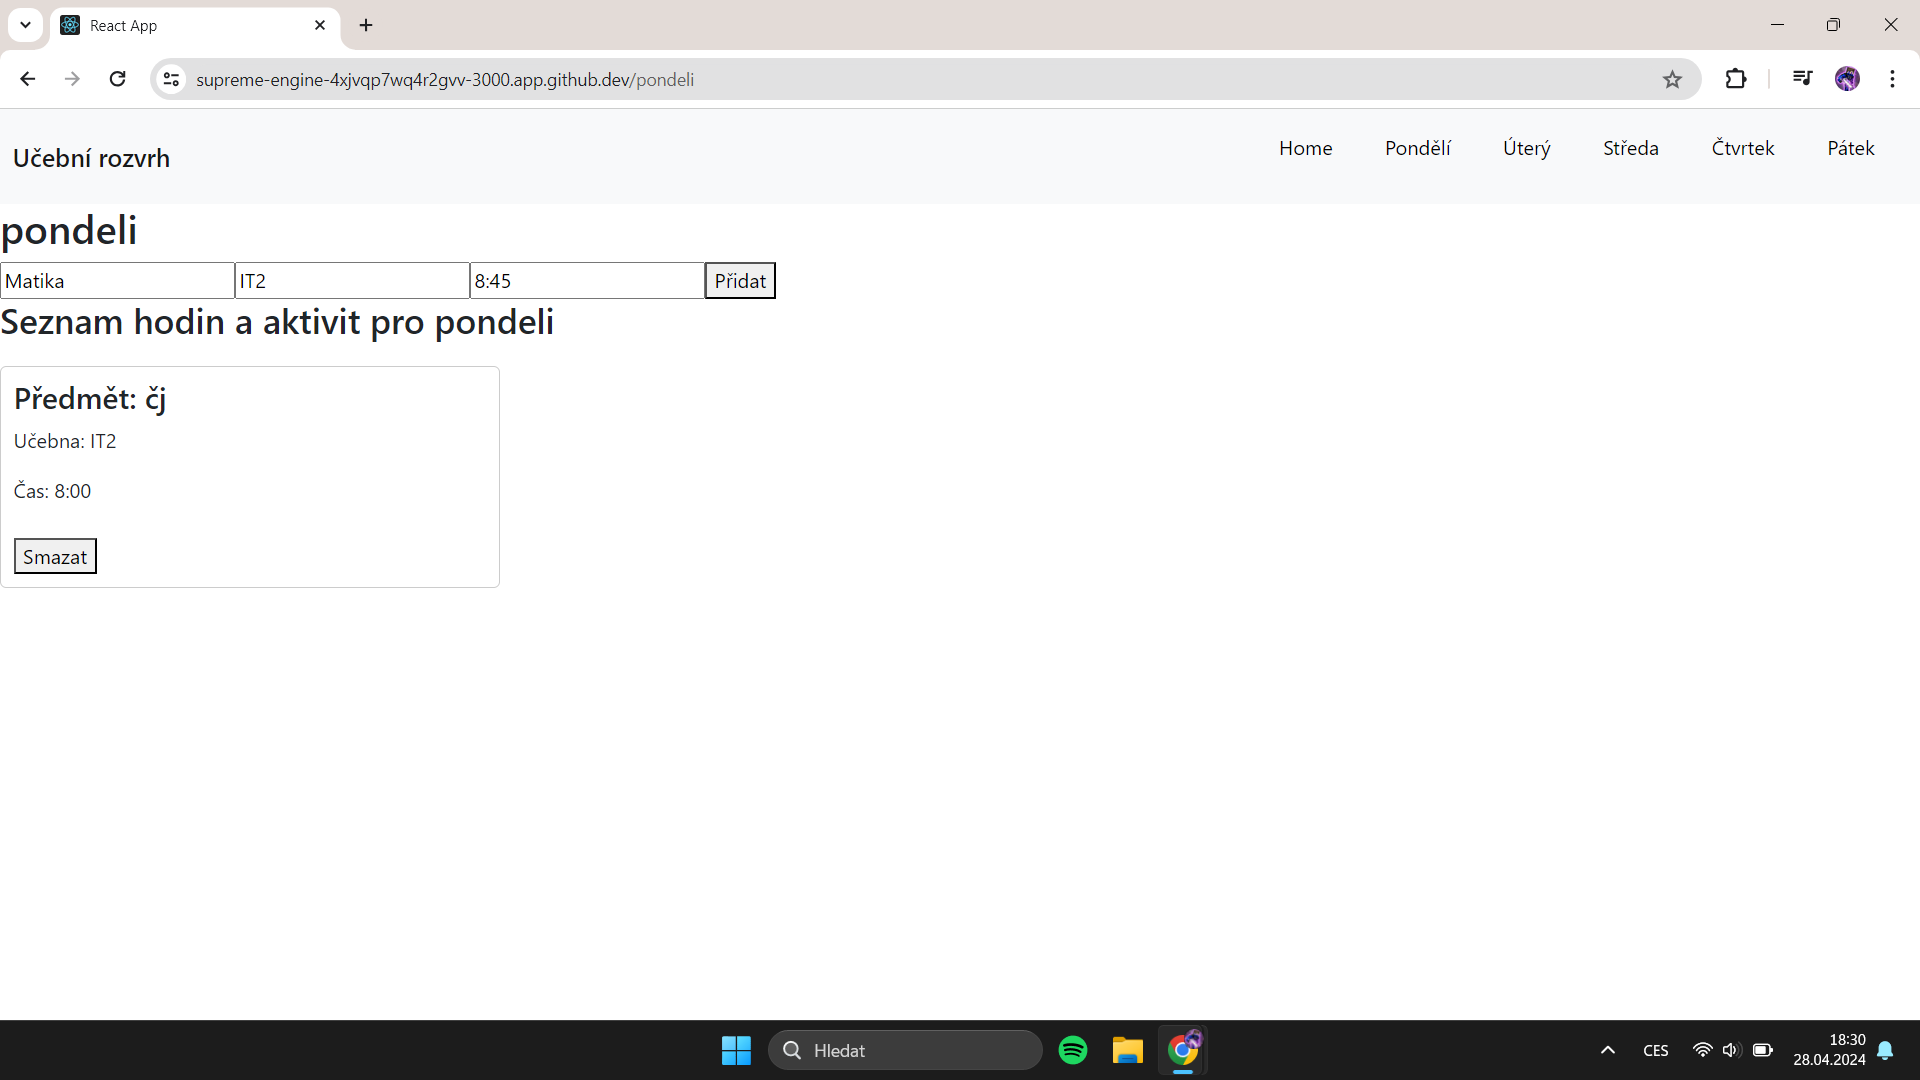 React App
supreme-engine-4xjvqp7wq4r2gvv-3000.app.github.dev/pondeli
Učební rozvrh
Home Pondělí Úterý Středa Čtvrtek Pátek
pondeli
Matika IT2 8:45 Přidat
Seznam hodin a aktivit pro pondeli
Předmět: čj
Učebna: IT2
Čas: 8:00
Smazat
Hledat
CES
18:30
28.04.2024